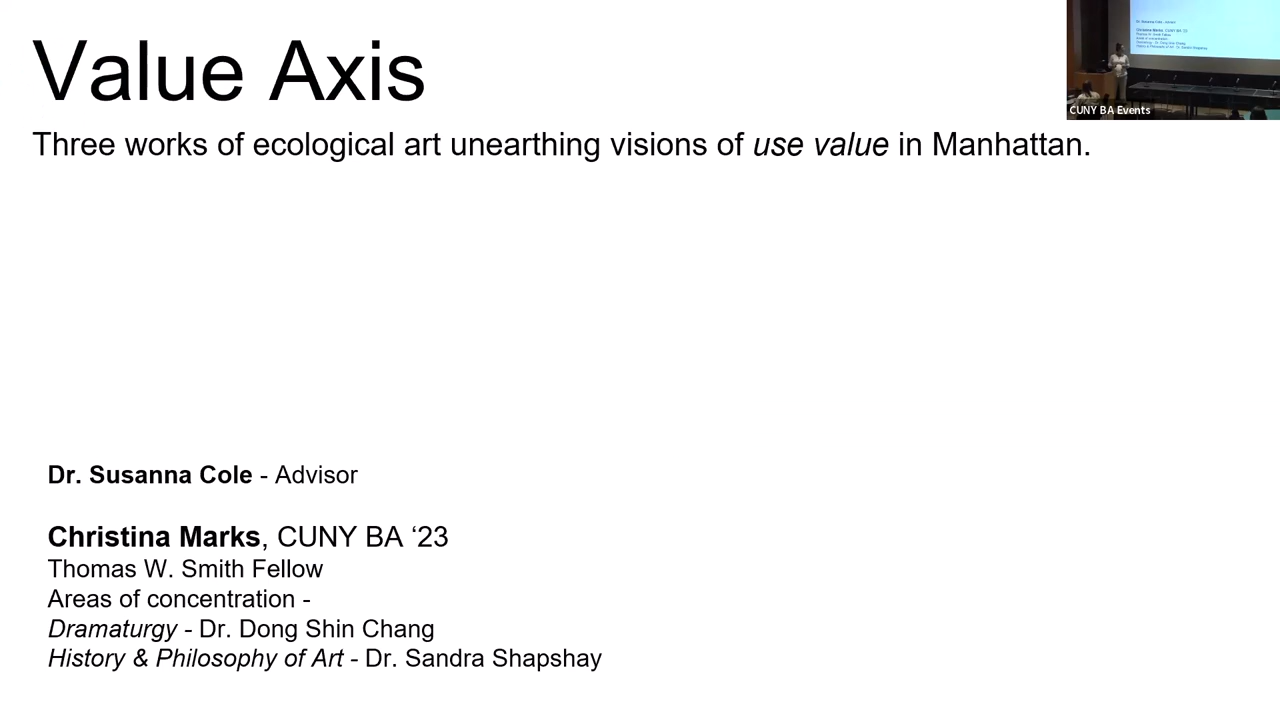 Value Axis
Three works of ecological art unearthing visions of use value in Manhattan.
CUNY BA Events
Dr. Susanna Cole - Advisor
Christina Marks, CUNY BA ‘23
Thomas W. Smith Fellow
Areas of concentration -
Dramaturgy - Dr. Dong Shin Chang
History & Philosophy of Art - Dr. Sandra Shapshay